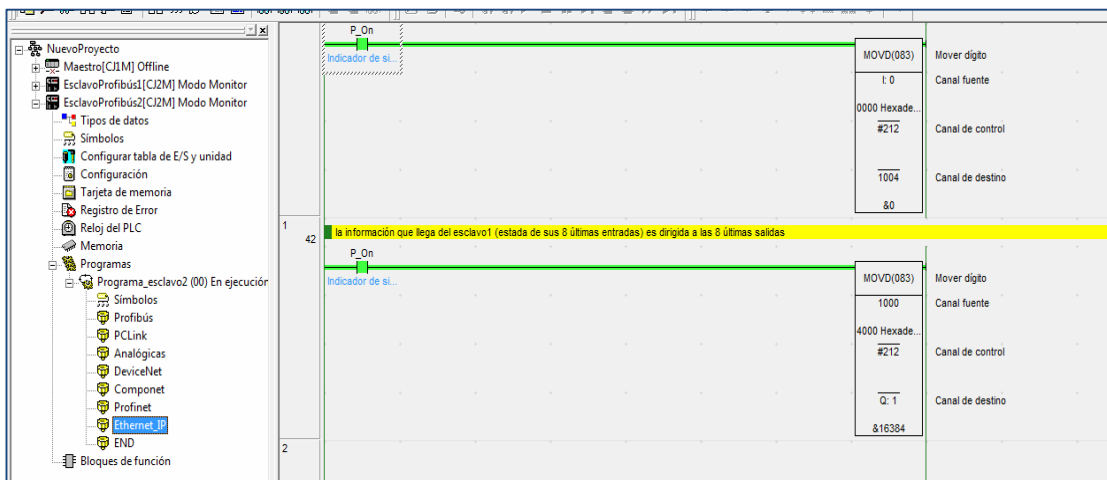 NuevoProyecto
Maestro[CJ1M] Offline
EsclavoProfibús1[CJ2M] Modo Monitor
EsclavoProfibús2[CJ2M] Modo Monitor
Tipos de datos
Símbolos
Configurar tabla de E/S y unidad
Configuración
Tarjeta de memoria
Registro de Error
Reloj del PLC
Memoria
Programas
Programa_esclavo2 (00) En ejecución
Símbolos
Profibús
PCLink
Analógicas
DeviceNet
Componet
Profinet
Ethernet_IP
END
Bloques de función
P_On
Indicador de si...
MOVD(083)
Mover dígito
I: 0
Canal fuente
0000 Hexade...
#212
Canal de control
1004
Canal de destino
&0
1
42
la información que llega del esclavo1 (estada de sus 8 últimas entradas) es dirigida a las 8 últimas salidas
P_On
Indicador de si...
MOVD(083)
Mover dígito
1000
Canal fuente
4000 Hexade...
#212
Canal de control
Q: 1
Canal de destino
&16384
2